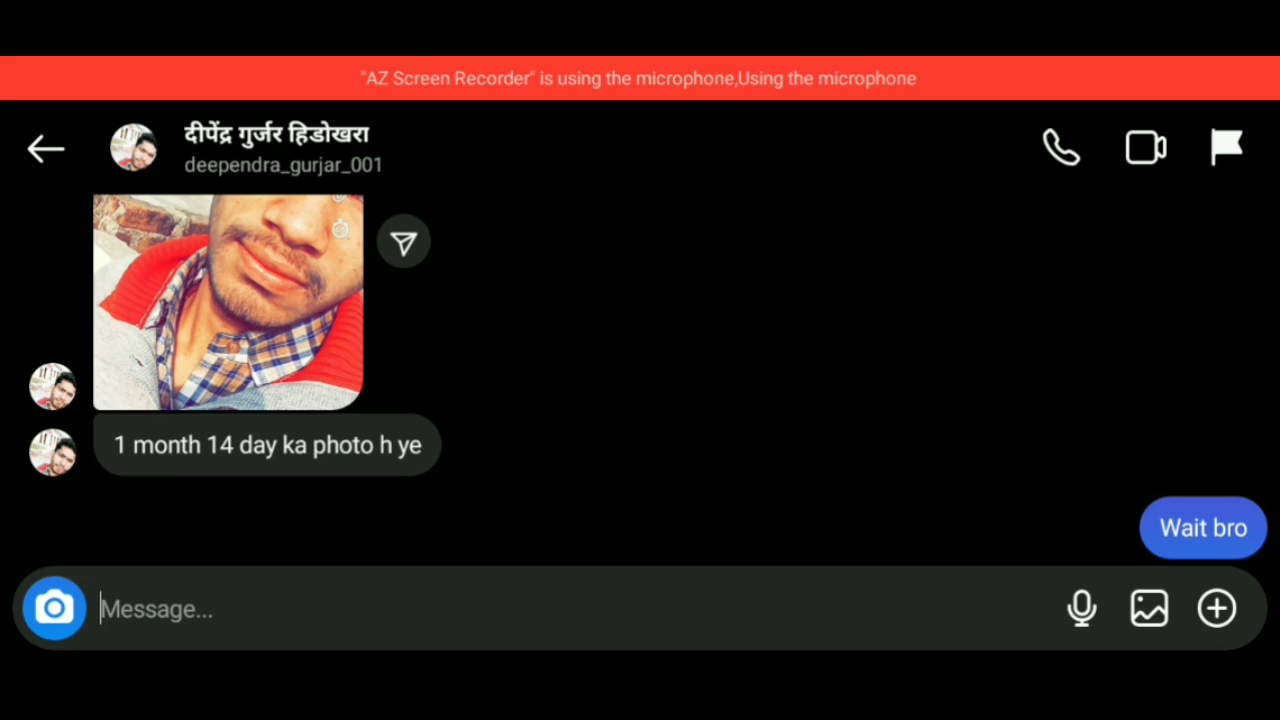 "AZ Screen Recorder" is using the microphone,Using the microphone
दीपेंद्र गुर्जर हिडोखरा
deependra_gurjar_001
1 month 14 day ka photo h ye
Wait bro
Message...